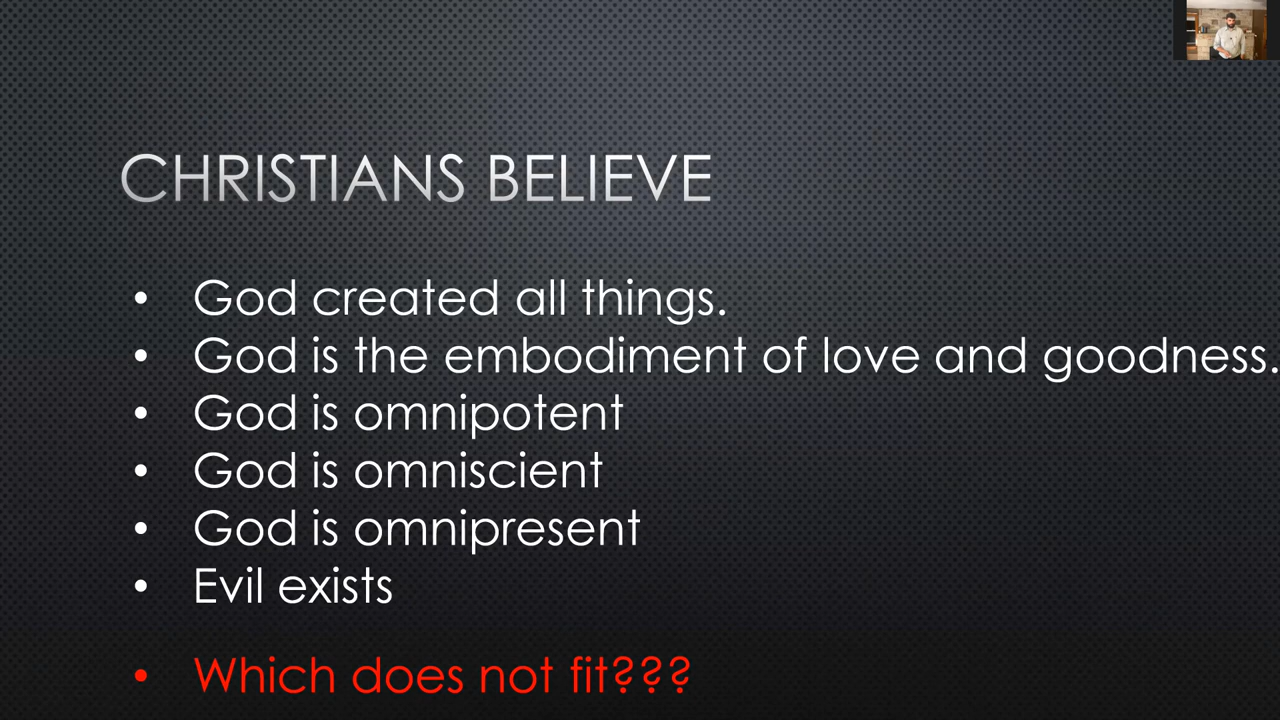 CHRISTIANS BELIEVE
• God created all things.
• God is the embodiment of love and goodness.
• God is omnipotent
• God is omniscient
• God is omnipresent
• Evil exists
• Which does not fit???